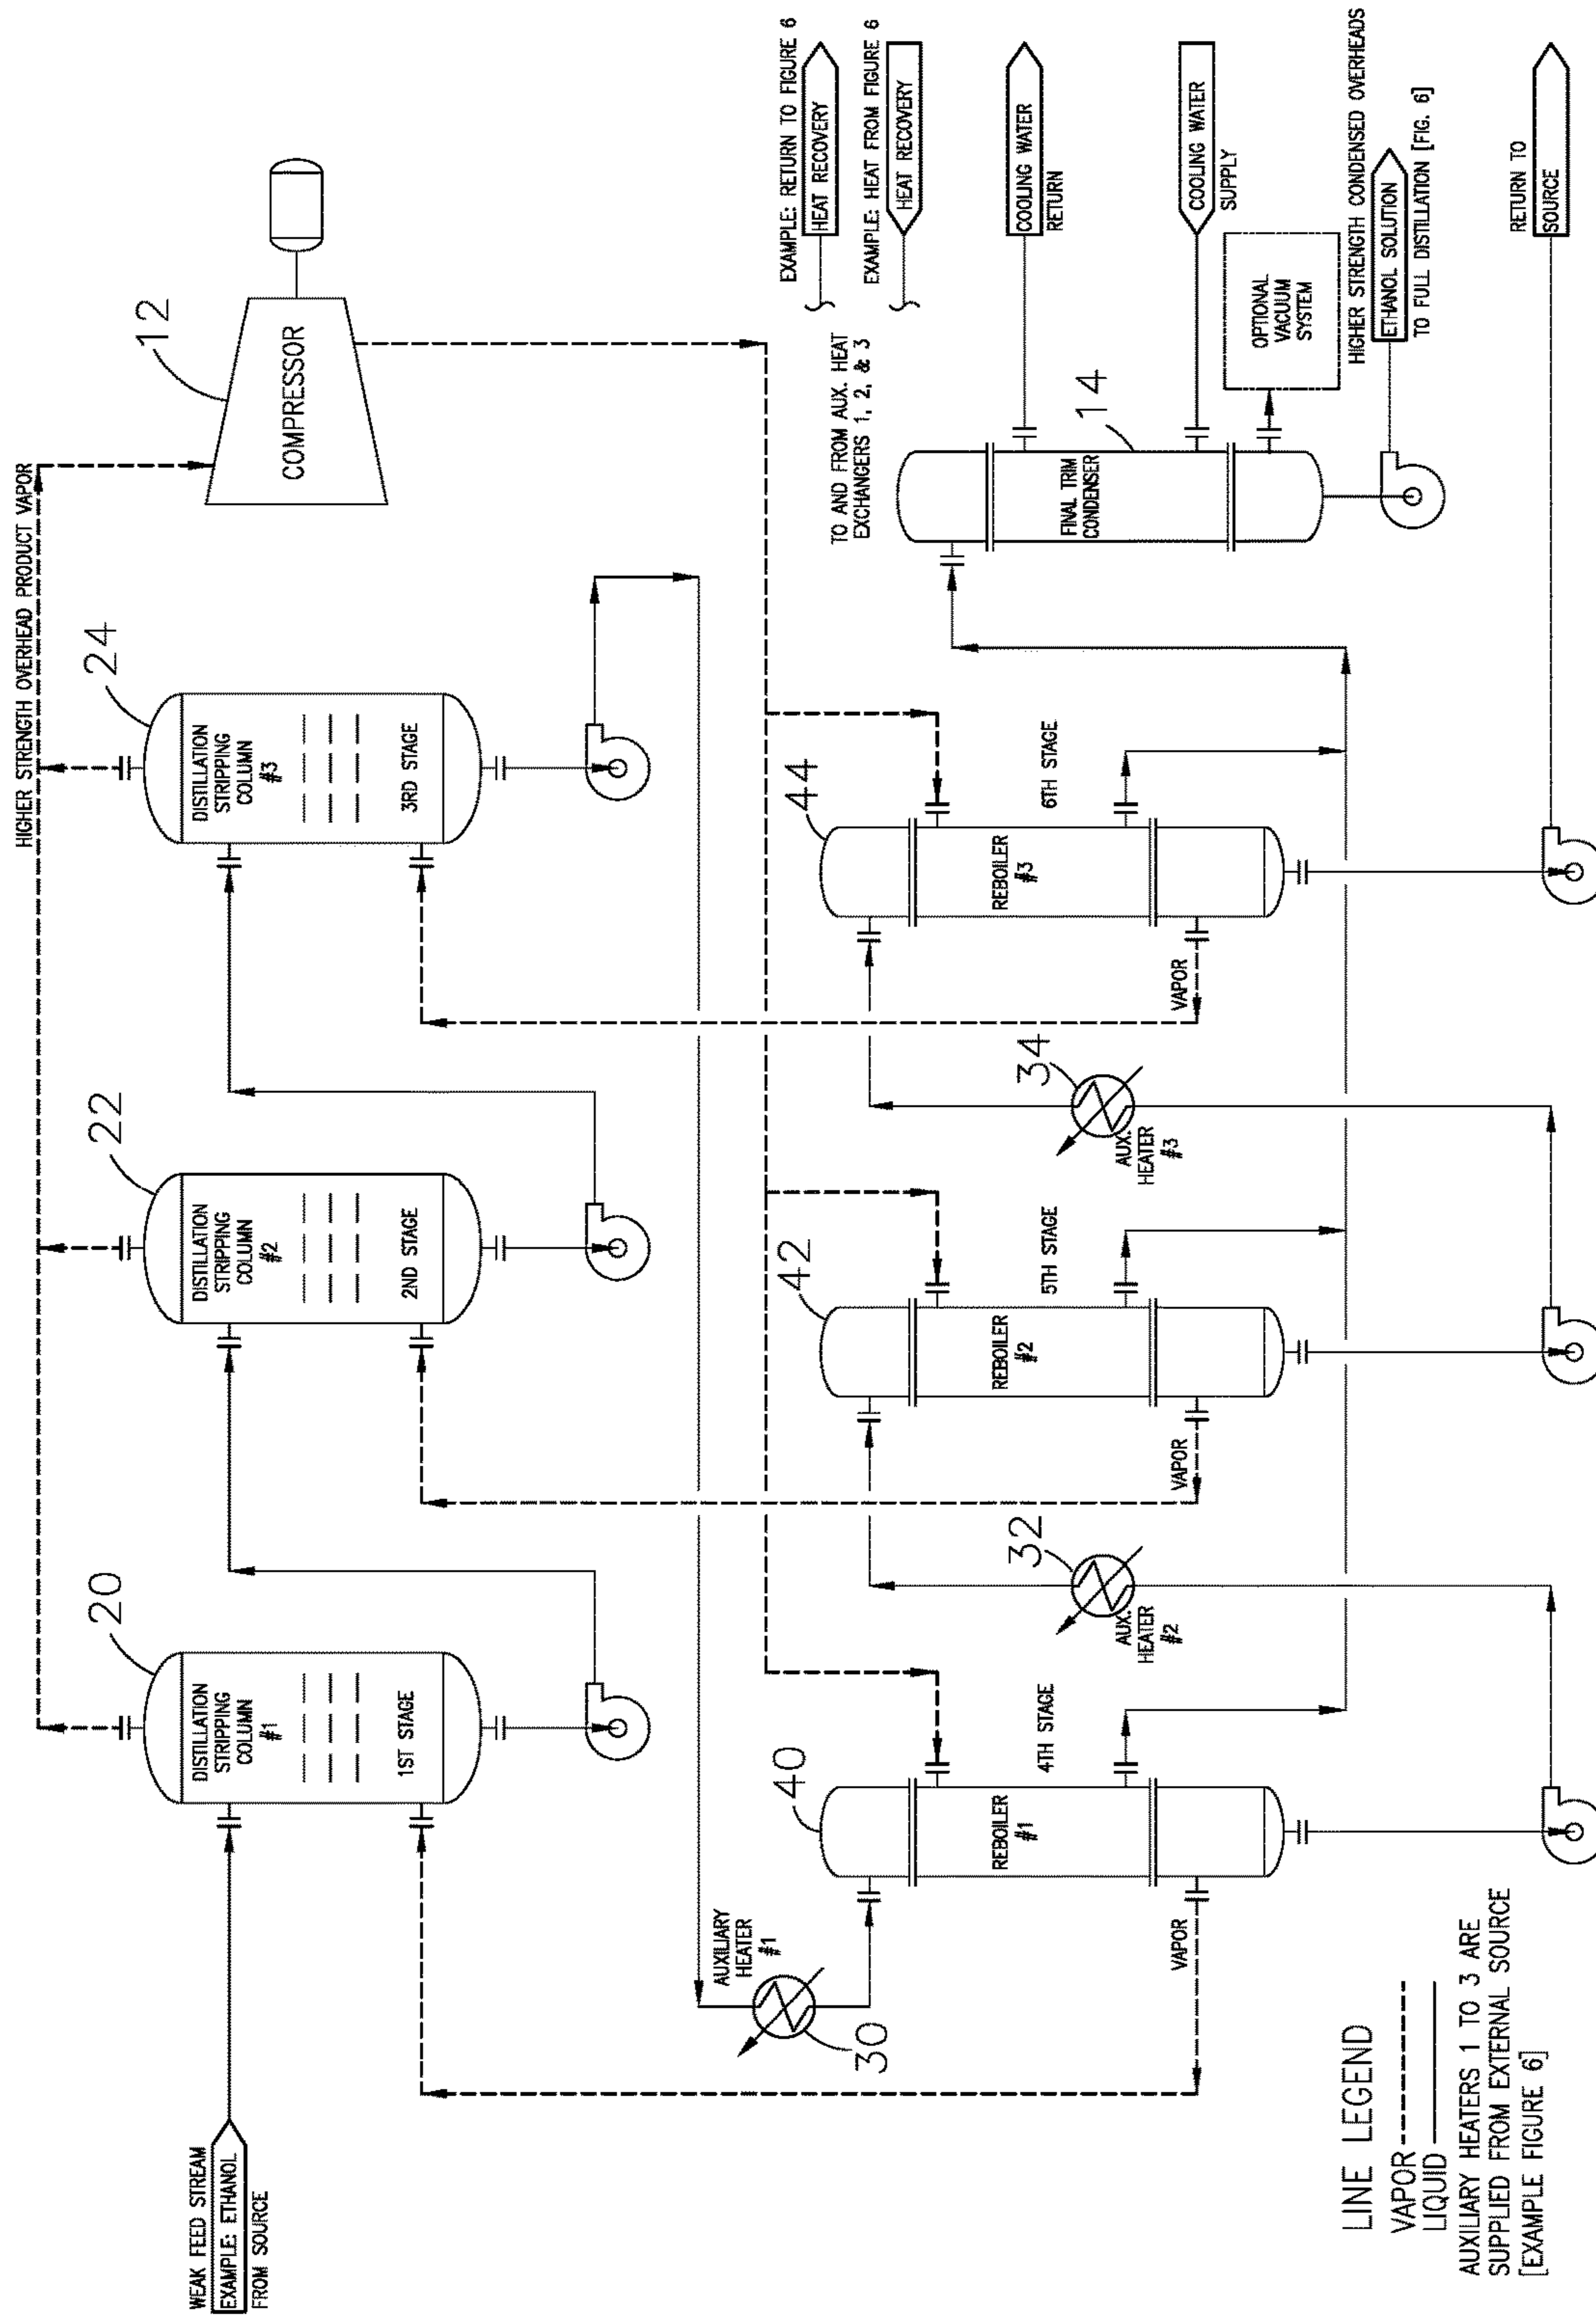 HIGHER STRENGTH OVERHEAD PRODUCT VAPOR
12
COMPRESSOR
24
DISTILLATION
STRIPPING
COLUMN
#3
3RD STAGE
22
DISTILLATION
STRIPPING
COLUMN
#2
2ND STAGE
20
DISTILLATION
STRIPPING
COLUMN
#1
1ST STAGE
WEAK FEED STREAM
EXAMPLE: ETHANOL
FROM SOURCE
EXAMPLE: RETURN TO FIGURE 6
HEAT RECOVERY
EXAMPLE: HEAT FROM FIGURE 6
HEAT RECOVERY
TO AND FROM AUX. HEAT
EXCHANGERS 1, 2, & 3
COOLING WATER
RETURN
COOLING WATER
SUPPLY
14
FINAL TRIM
CONDENSER
OPTIONAL
VACUUM
SYSTEM
HIGHER STRENGTH CONDENSED OVERHEADS
ETHANOL SOLUTION
TO FULL DISTILLATION [FIG. 6]
RETURN TO
SOURCE
44
REBOILER
#3
6TH STAGE
VAPOR
34
AUX.
HEATER
#3
42
REBOILER
#2
5TH STAGE
VAPOR
32
AUX.
HEATER
#2
40
REBOILER
#1
4TH STAGE
VAPOR
AUXILIARY
HEATER
#1
30
LINE LEGEND
VAPOR
LIQUID
AUXILIARY HEATERS 1 TO 3 ARE
SUPPLIED FROM EXTERNAL SOURCE
[EXAMPLE FIGURE 6]